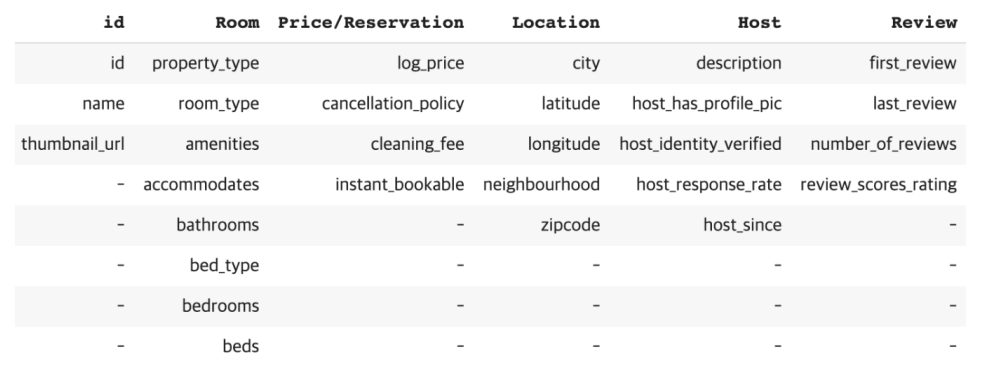 id Room Price/Reservation Location Host Review
id property_type log_price city description first_review
name room_type cancellation_policy latitude host_has_profile_pic last_review
thumbnail_url amenities cleaning_fee longitude host_identity_verified number_of_reviews
- accommodates instant_bookable neighbourhood host_response_rate review_scores_rating
- bathrooms - zipcode host_since -
- bed_type - - - -
- bedrooms - - - -
- beds - - - -